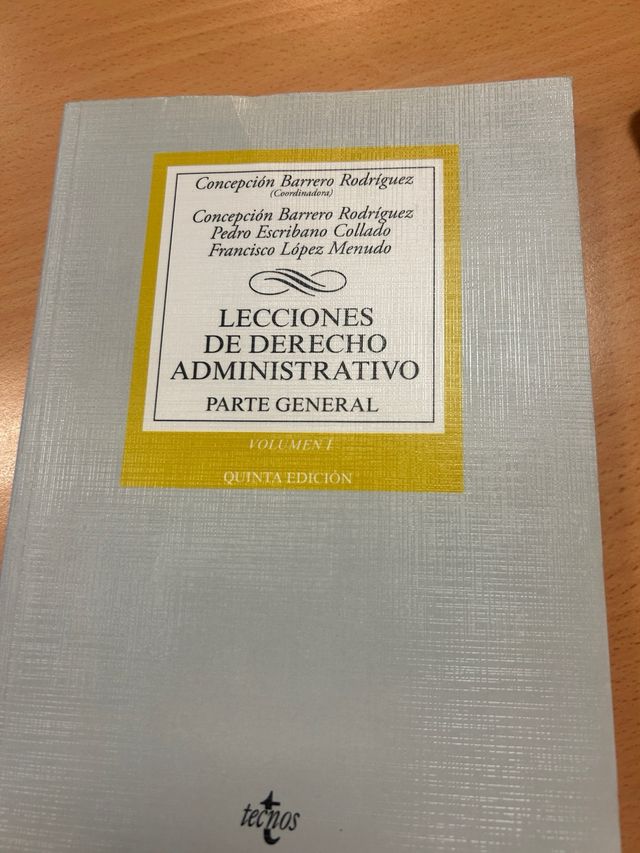 Concepción Barrero Rodríguez
(Coordinadora)
Concepción Barrero Rodríguez
Pedro Escribano Collado
Francisco López Menudo
LECCIONES
DE DERECHO
ADMINISTRATIVO
PARTE GENERAL
VOLUMEN I
QUINTA EDICIÓN
tecnos